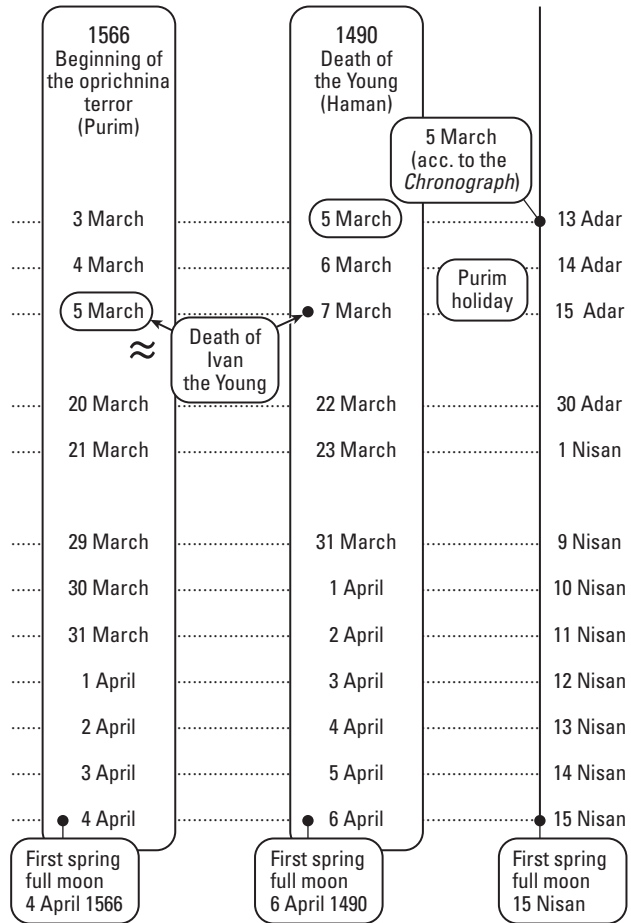 1566
Beginning of
the oprichnina
terror
(Purim)
1490
Death of
the Young
(Haman)
5 March
(acc. to the
Chronograph)
3 March 5 March 13 Adar
4 March 6 March 14 Adar
Purim
holiday
5 March 7 March 15 Adar
≈
Death of
Ivan
the Young
20 March 22 March 30 Adar
21 March 23 March 1 Nisan
29 March 31 March 9 Nisan
30 March 1 April 10 Nisan
31 March 2 April 11 Nisan
1 April 3 April 12 Nisan
2 April 4 April 13 Nisan
3 April 5 April 14 Nisan
4 April 6 April 15 Nisan
First spring
full moon
4 April 1566
First spring
full moon
6 April 1490
First spring
full moon
15 Nisan